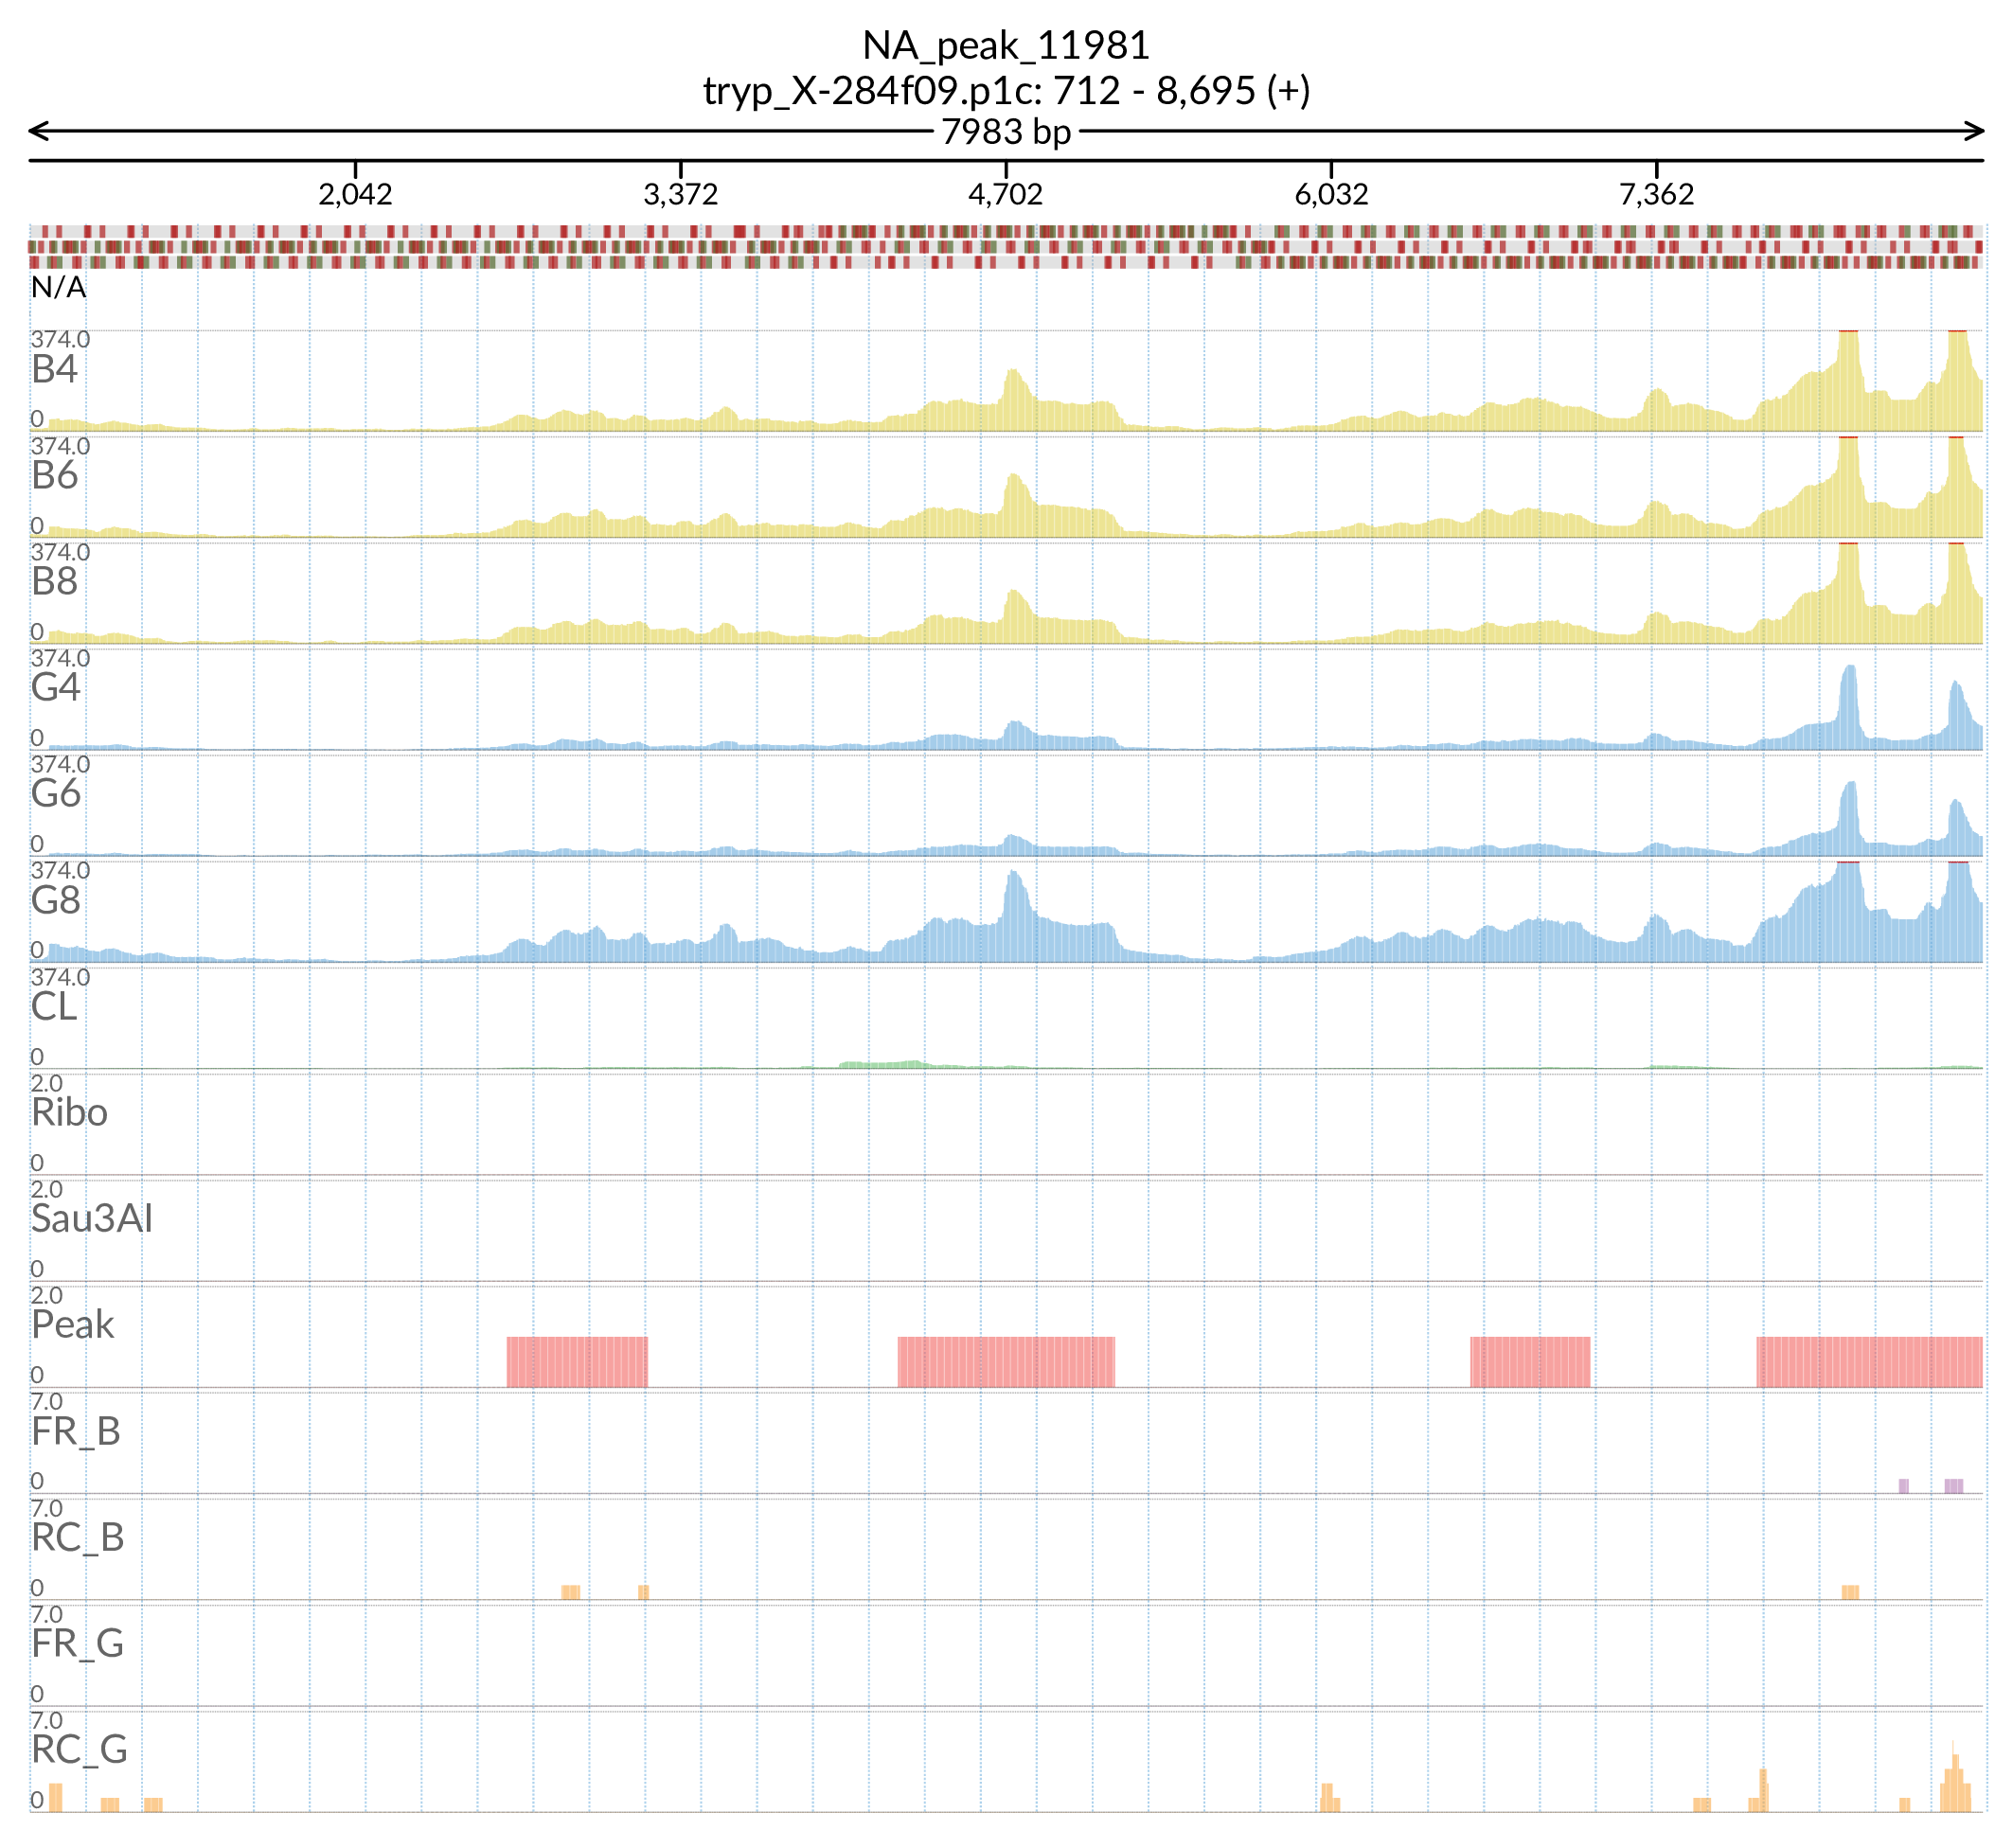 NA_peak_11981
tryp_X-284f09.p1c: 712 - 8,695 (+)
7983 bp
2,042 3,372 4,702 6,032 7,362
N/A
374.0
B4
0
374.0
B6
0
374.0
B8
0
374.0
G4
0
374.0
G6
0
374.0
G8
0
374.0
CL
0
2.0
Ribo
0
2.0
Sau3AI
0
2.0
Peak
0
7.0
FR_B
0
7.0
RC_B
0
7.0
FR_G
0
7.0
RC_G
0